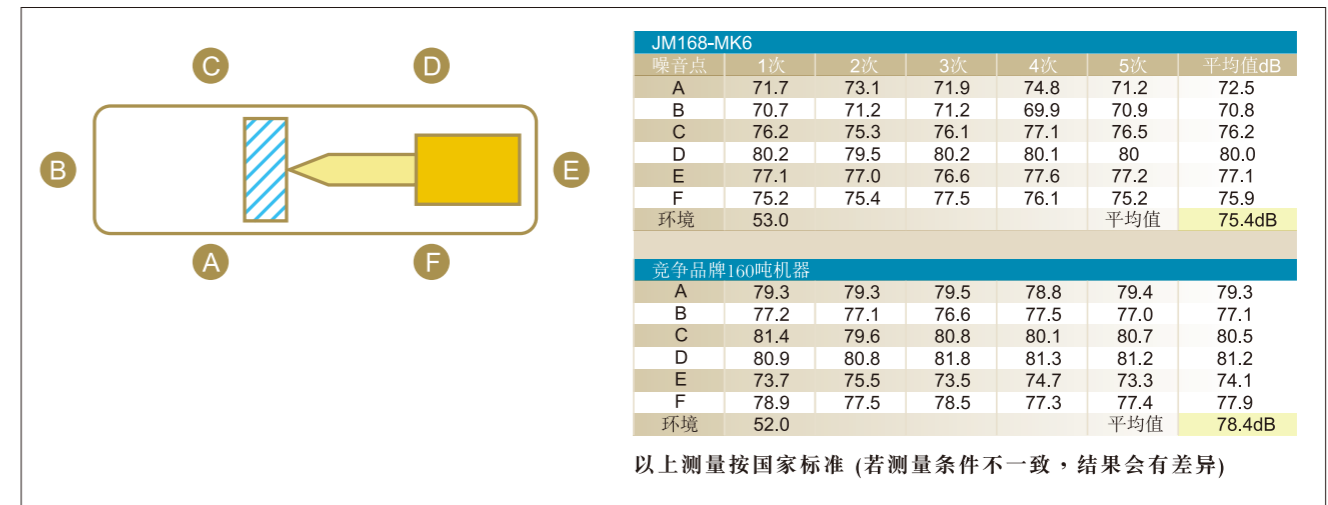 C
D
B
E
A
F
JM168-MK6
噪音点 1次 2次 3次 4次 5次 平均值dB
A 71.7 73.1 71.9 74.8 71.2 72.5
B 70.7 71.2 71.2 69.9 70.9 70.8
C 76.2 75.3 76.1 77.1 76.5 76.2
D 80.2 79.5 80.2 80.1 80 80.0
E 77.1 77.0 76.6 77.6 77.2 77.1
F 75.2 75.4 77.5 76.1 75.2 75.9
环境 53.0 平均值 75.4dB
竞争品牌160吨机器
A 79.3 79.3 79.5 78.8 79.4 79.3
B 77.2 77.1 76.6 77.5 77.0 77.1
C 81.4 79.6 80.8 80.1 80.7 80.5
D 80.9 80.8 81.8 81.3 81.2 81.2
E 73.7 75.5 73.5 74.7 73.3 74.1
F 78.9 77.5 78.5 77.3 77.4 77.9
环境 52.0 平均值 78.4dB
以上测量按国家标准 (若测量条件不一致，结果会有差异)